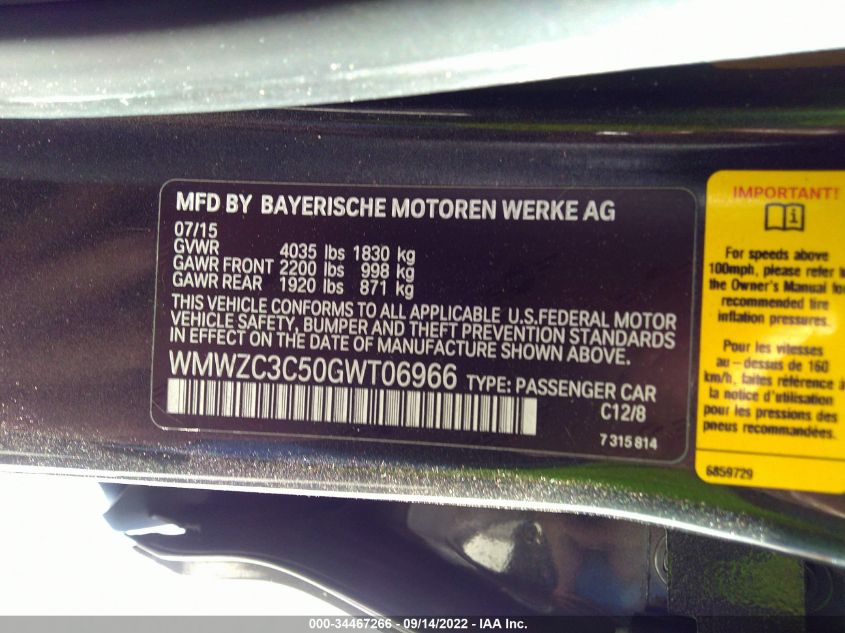 MFD BY BAYERISCHE MOTOREN WERKE AG
07/15
GVWR 4035 lbs 1830 kg
GAWR FRONT 2200 lbs 998 kg
GAWR REAR 1920 lbs 871 kg
THIS VEHICLE CONFORMS TO ALL APPLICABLE U.S.FEDERAL MOTOR
VEHICLE SAFETY, BUMPER AND THEFT PREVENTION STANDARDS
IN EFFECT ON THE DATE OF MANUFACTURE SHOWN ABOVE.
WMWZC3C50GWT06966 TYPE: PASSENGER CAR
C12/8
7 315 814
IMPORTANT!
i
For speeds above
100mph, please refer
the Owner's Manual
recommended tire
inflation pressures.
Pour les vitesses
au - dessus de 160
km/h, faites référence à
la notice d'utilisation
pour les pressions des
pneus recommandées.
6859729
000-34467266 - 09/14/2022 - IAA Inc.